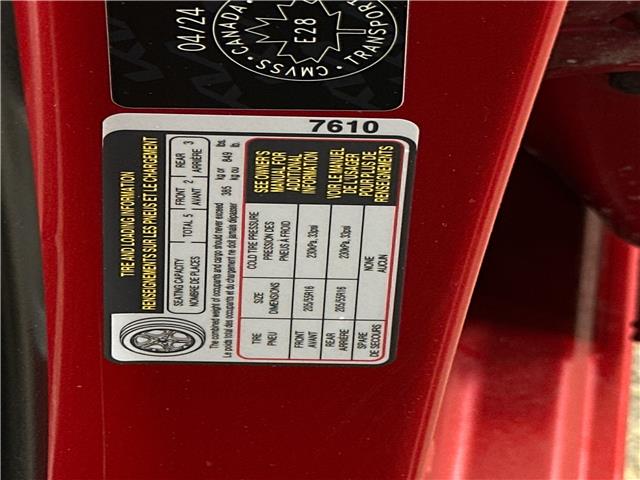 04/24
CANADA
TRANSPORT
CMVSS
E28
7610
TIRE AND LOADING INFORMATION
RENSEIGNEMENTS SUR LES PNEUS ET LE CHARGEMENT
SEATING CAPACITY TOTAL 5 FRONT 2 REAR 3
NOMBRE DE PLACES AVANT ARRIÈRE
The combined weight of occupants and cargo should never exceed 385 kg or 849 lbs.
Le poids total des occupants et du chargement ne doit jamais dépasser kg ou lb.
TIRE SIZE COLD TIRE PRESSURE
PNEU DIMENSIONS PRESSION DES PNEUS À FROID
FRONT 205/55R16 230kPa, 33psi
AVANT
REAR 205/55R16 230kPa, 33psi
ARRIÈRE
SPARE NONE
DE SECOURS AUCUN
SEE OWNER'S
MANUAL FOR
ADDITIONAL
INFORMATION
VOIR LE MANUEL
DE L'USAGER
POUR PLUS DE
RENSEIGNEMENTS